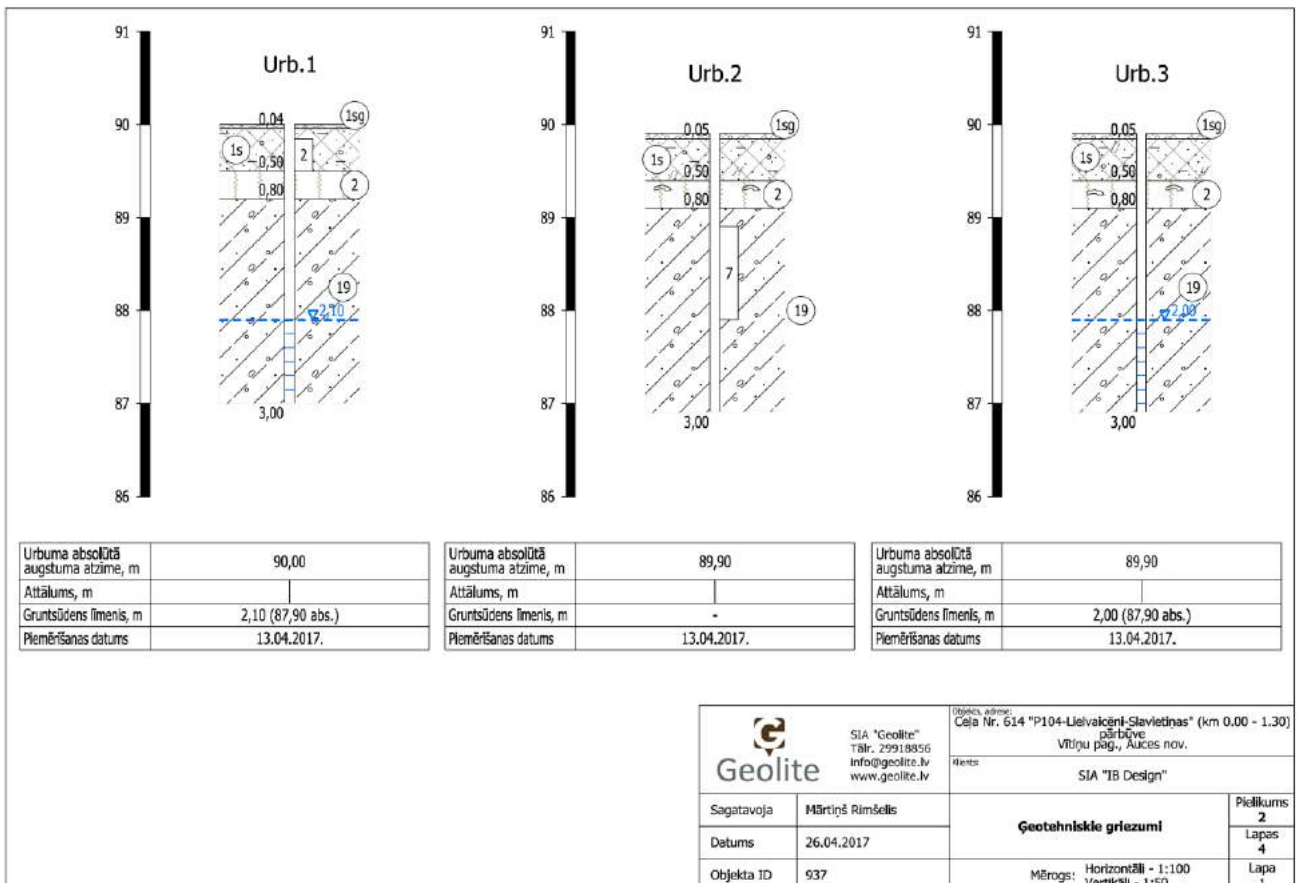 91
Urb.1
90
0,04
1sg
1s
0,50
2
0,80
2
89
19
88
2,10
87
3,00
86
91
Urb.2
90
0,05
1sg
1s
0,50
0,80
2
89
7
88
19
87
3,00
86
91
Urb.3
90
0,05
1sg
1s
0,50
0,80
2
89
19
88
2,00
87
3,00
86
Urbuma absolūtā
augstuma atzīme, m
90,00
Attālums, m
Gruntsūdens līmenis, m
2,10 (87,90 abs.)
Piemērīšanas datums
13.04.2017.
Urbuma absolūtā
augstuma atzīme, m
89,90
Attālums, m
Gruntsūdens līmenis, m
-
Piemērīšanas datums
13.04.2017.
Urbuma absolūtā
augstuma atzīme, m
89,90
Attālums, m
Gruntsūdens līmenis, m
2,00 (87,90 abs.)
Piemērīšanas datums
13.04.2017.
Geolite
SIA "Geolite"
Tālr. 29918856
info@geolite.lv
www.geolite.lv
Objekts, adrese:
Ceļa Nr. 614 "P104-Lielvaicēni-Slavietiņas" (km 0.00 - 1.30)
pārbūve
Vītiņu pag., Auces nov.
Klients:
SIA "IB Design"
Sagatavoja
Mārtiņš Rimšelis
Ģeotehniskie griezumi
Pielikums
2
Datums
26.04.2017
Lapas
4
Objekta ID
937
Mērogs:
Horizontāli - 1:100
Vertikāli - 1:50
Lapa